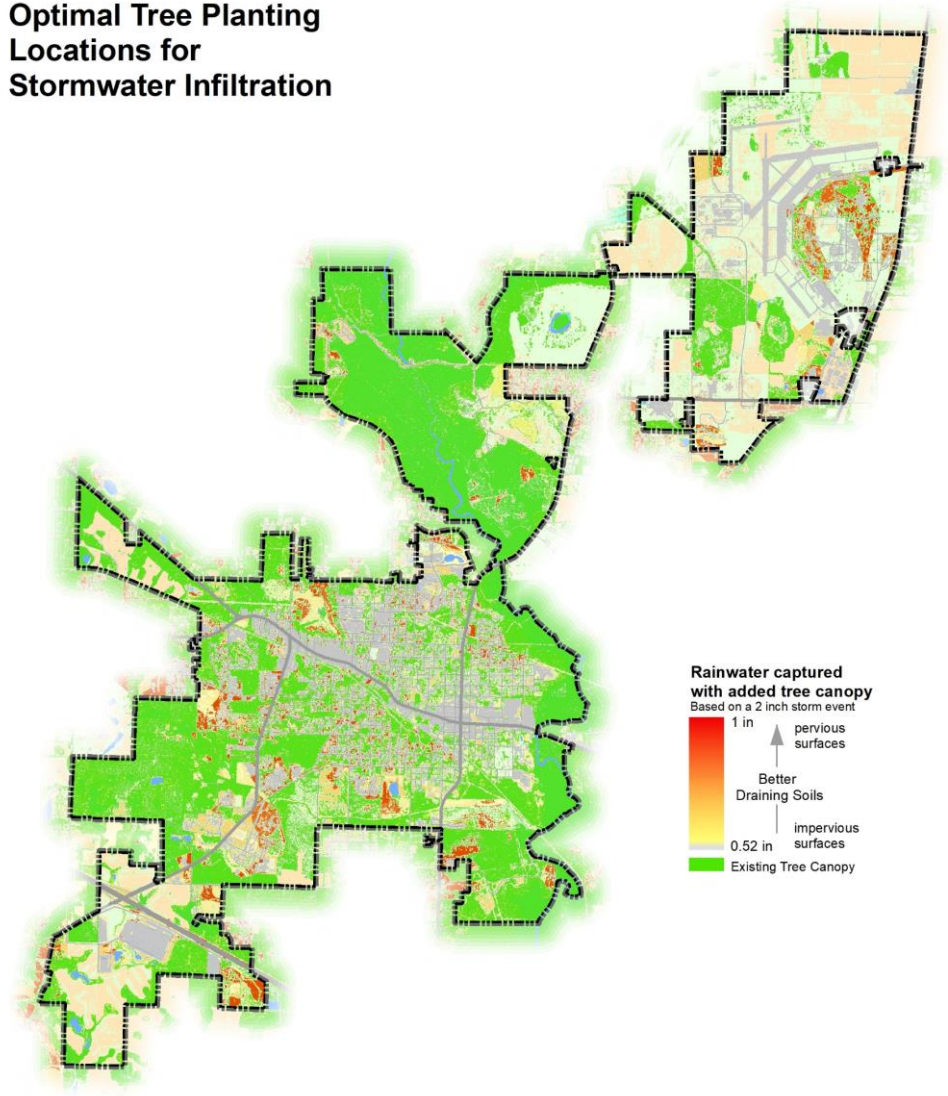 Optimal Tree Planting
Locations for
Stormwater Infiltration
Rainwater captured
with added tree canopy
Based on a 2 inch storm event
1 in
pervious
surfaces
Better
Draining Soils
impervious
surfaces
0.52 in
Existing Tree Canopy